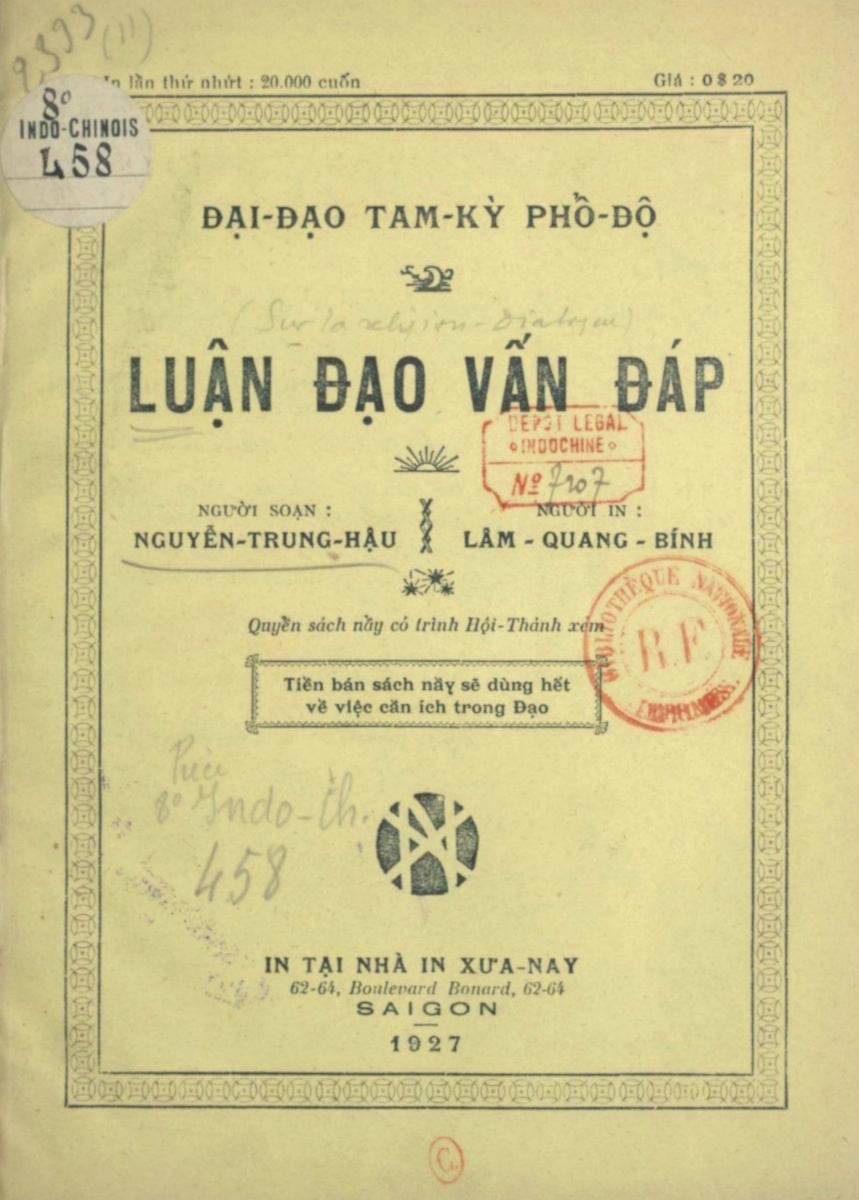 In lần thứ nhứt : 20.000 cuốn
Giá : 0 $ 20
8°
INDO-CHINOIS
458
ĐẠI-ĐẠO TAM-KỲ PHỔ-ĐỘ
(Sur la religion - Dialogue)
LUẬN ĐẠO VẤN ĐÁP
DEPOT LEGAL
INDOCHINE
Nº 7207
NGƯỜI SOẠN :
NGUYỄN-TRUNG-HẬU
NGƯỜI IN :
LÂM - QUANG - BÍNH
Quyển sách nầy có trình Hội-Thánh xem
BIBLIOTHÈQUE NATIONALE
R.F.
IMPRIMÉS.
Tiền bán sách nầy sẽ dùng hết
về việc cần ích trong Đạo
Pièce
8° Indo-Ch.
458
IN TẠI NHÀ IN XƯA-NAY
62-64, Boulevard Bonard, 62-64
SAIGON
1927
C.